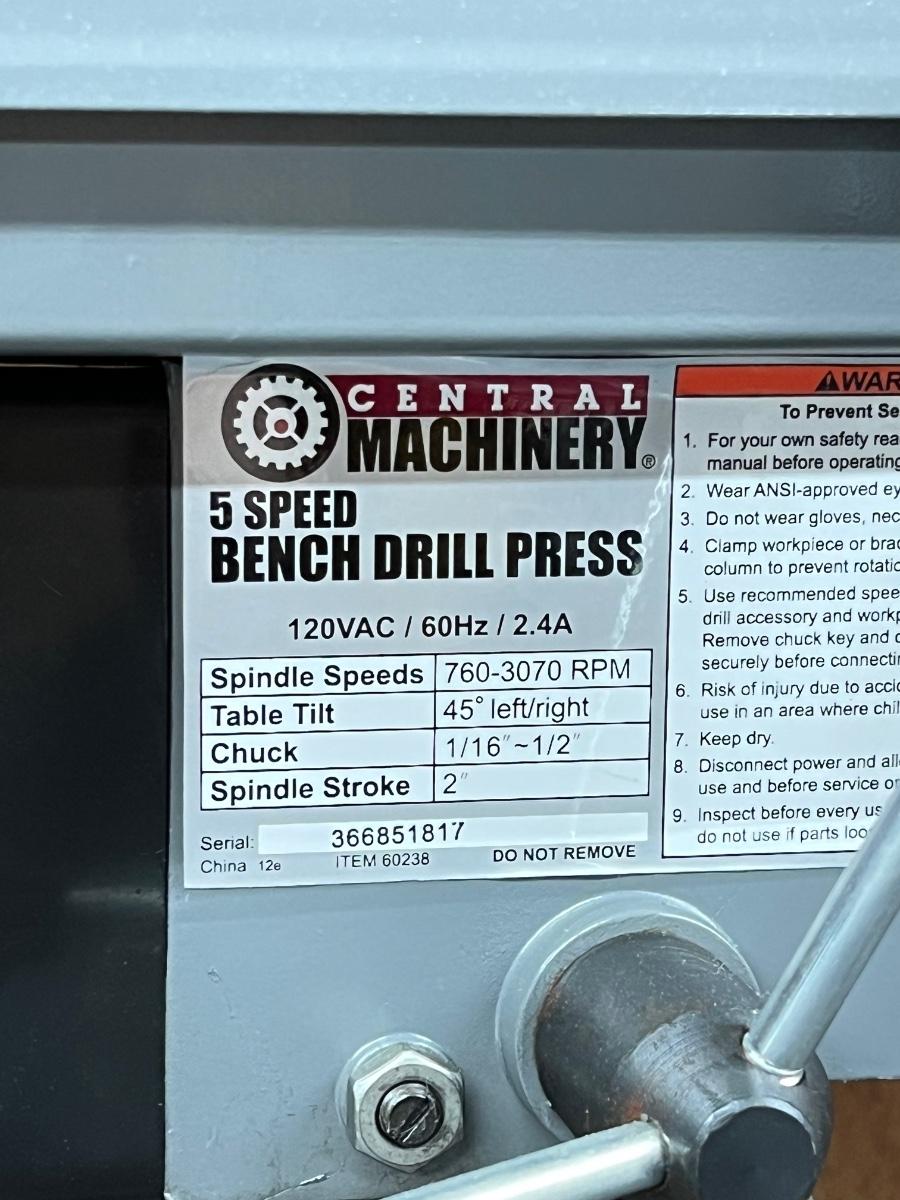 CENTRAL
MACHINERY®
5 SPEED
BENCH DRILL PRESS
120VAC / 60Hz / 2.4A
Spindle Speeds 760-3070 RPM
Table Tilt 45° left/right
Chuck 1/16"~1/2"
Spindle Stroke 2"
Serial: 366851817
China 12e ITEM 60238 DO NOT REMOVE
⚠WAR
To Prevent Se
1. For your own safety rea
manual before operating
2. Wear ANSI-approved ey
3. Do not wear gloves, nec
4. Clamp workpiece or brac
column to prevent rotatio
5. Use recommended spee
drill accessory and workp
Remove chuck key and c
securely before connectin
6. Risk of injury due to accid
use in an area where chil
7. Keep dry.
8. Disconnect power and all
use and before service or
9. Inspect before every us
do not use if parts loo